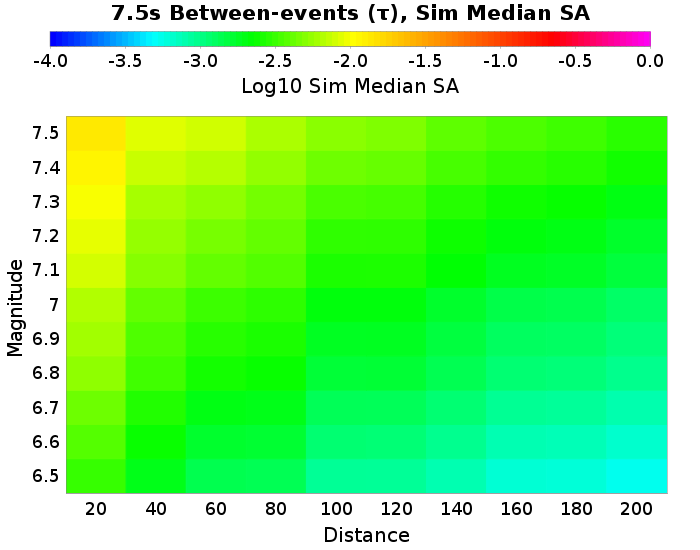 7.5s Between-events (τ), Sim Median SA
-4.0 -3.5 -3.0 -2.5 -2.0 -1.5 -1.0 -0.5 0.0
Log10 Sim Median SA
Magnitude
7.5
7.4
7.3
7.2
7.1
7
6.9
6.8
6.7
6.6
6.5
20 40 60 80 100 120 140 160 180 200
Distance